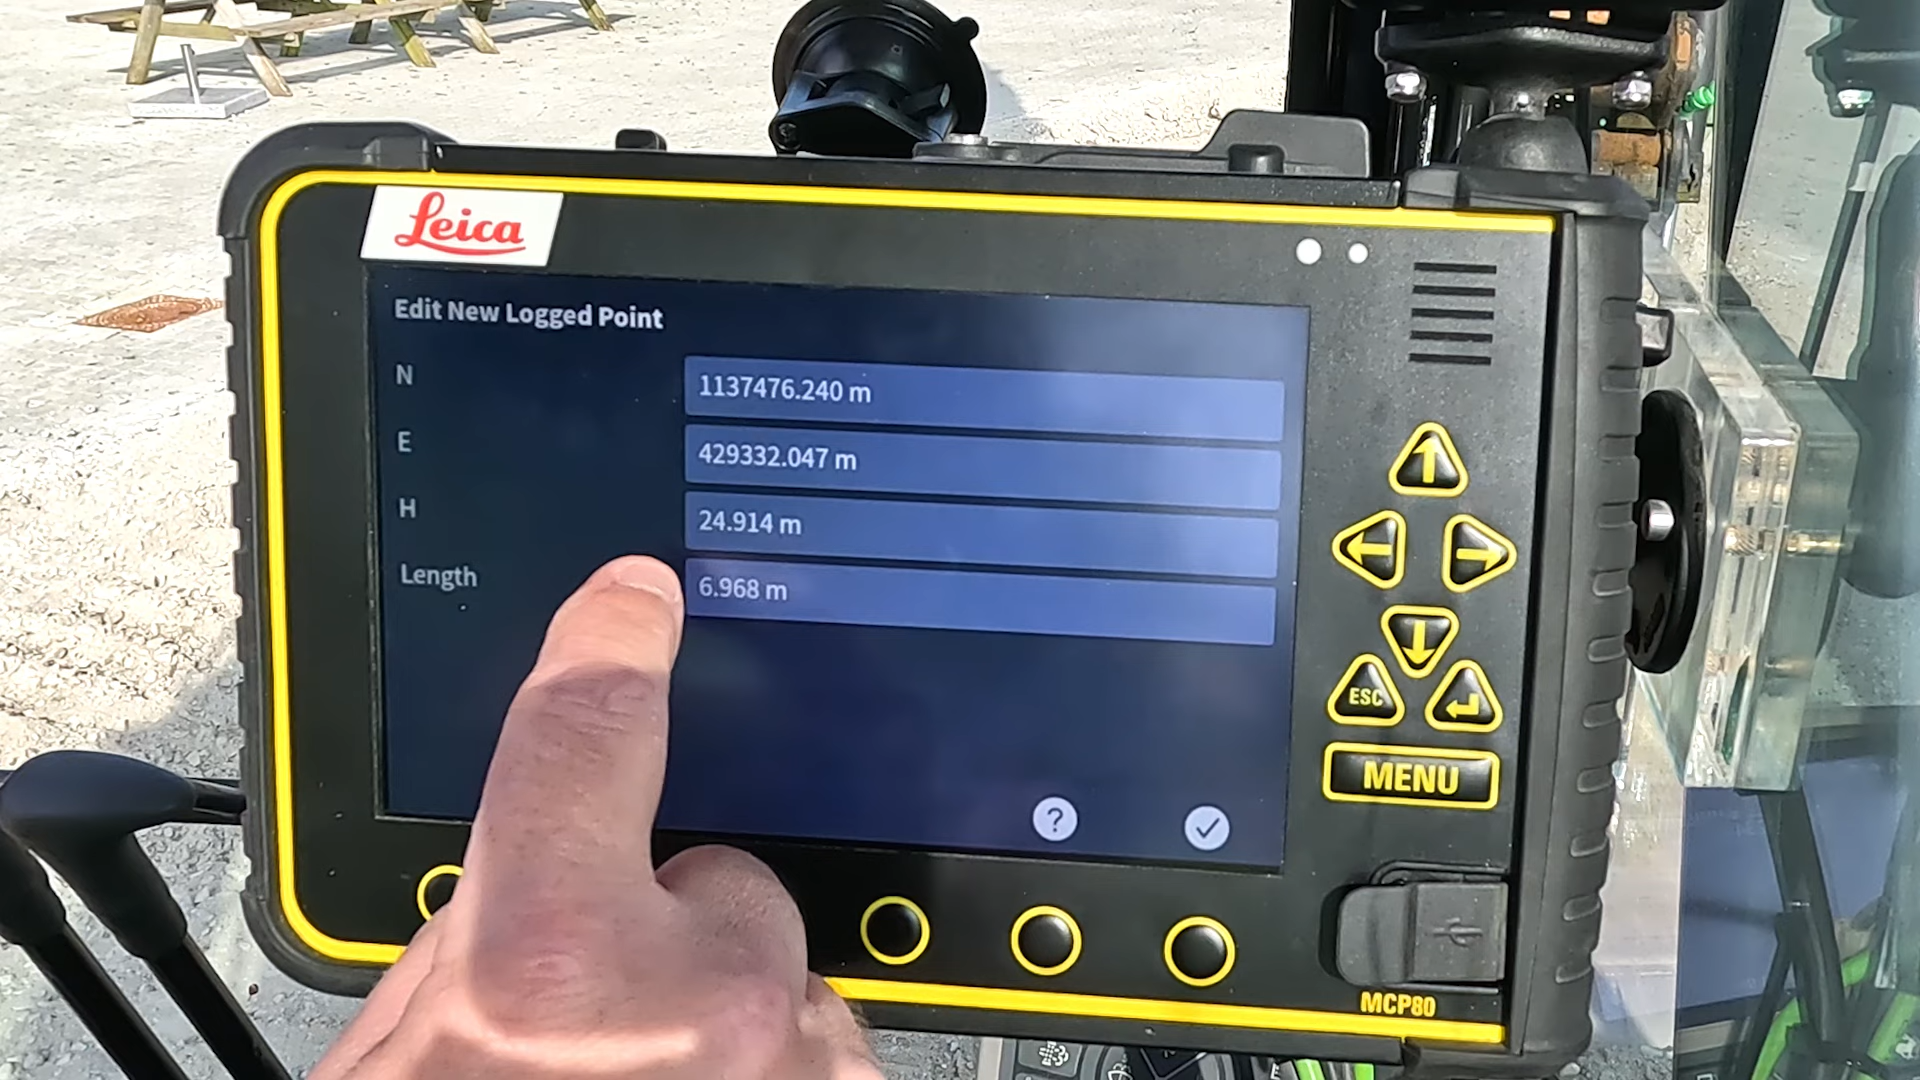 Leica
Edit New Logged Point
N 1137476.240 m
E 429332.047 m
H 24.914 m
Length 6.968 m
?
ESC
MENU
MCP80